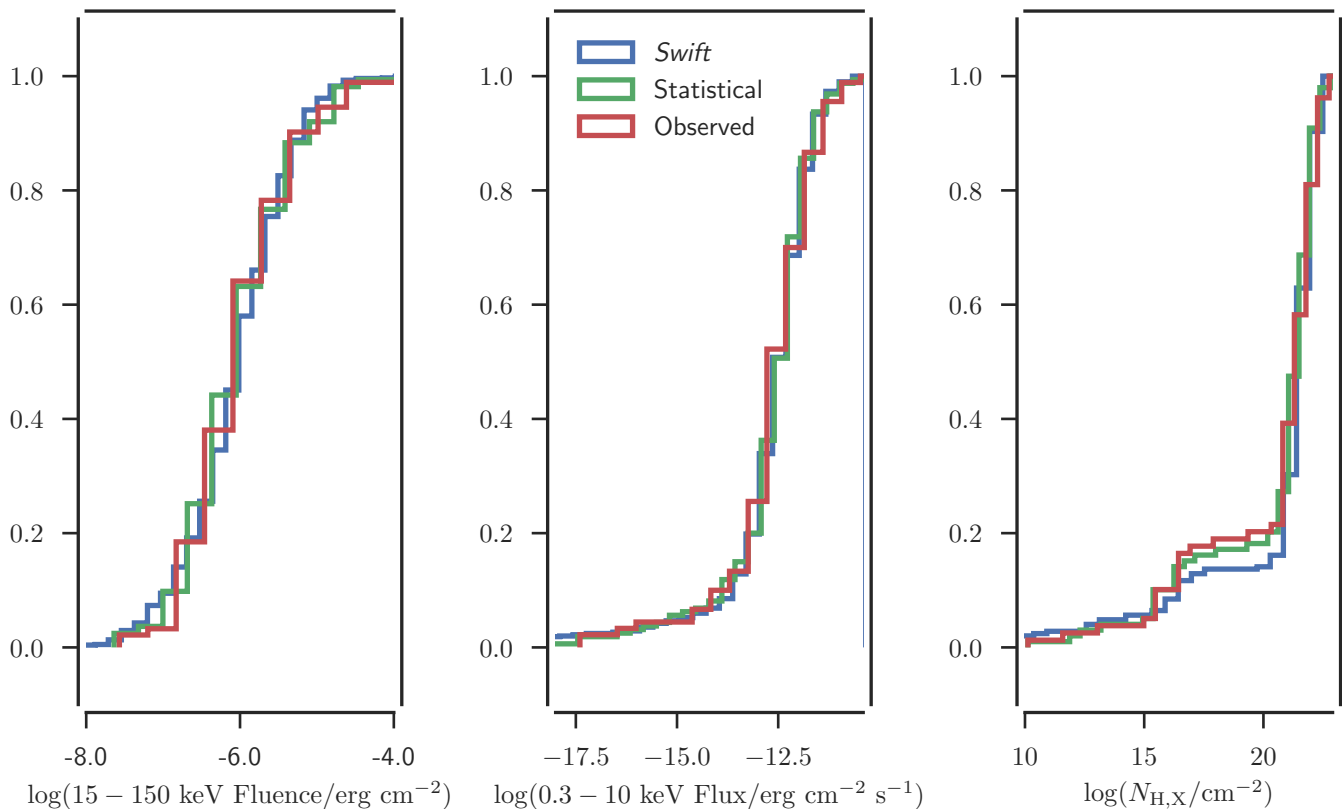 1.0
0.8
0.6
0.4
0.2
0.0
-8.0 -6.0 -4.0
log(15 − 150 keV Fluence/erg cm⁻²)
Swift
Statistical
Observed
1.0
0.8
0.6
0.4
0.2
0.0
−17.5 −15.0 −12.5
log(0.3 − 10 keV Flux/erg cm⁻² s⁻¹)
1.0
0.8
0.6
0.4
0.2
0.0
10 15 20
log(N_H,X/cm⁻²)